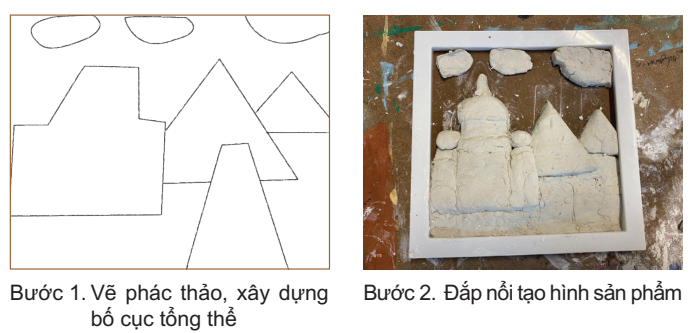 Bước 1. Vẽ phác thảo, xây dựng
bố cục tổng thể
Bước 2. Đắp nổi tạo hình sản phẩm